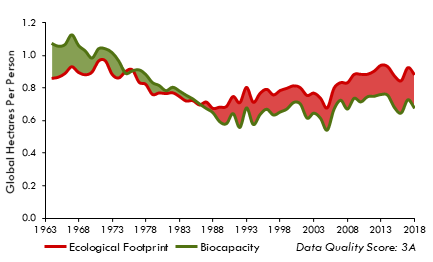 Global Hectares Per Person
1.2
1.0
0.8
0.6
0.4
0.2
0.0
1963 1968 1973 1978 1983 1988 1993 1998 2003 2008 2013 2018
Ecological Footprint Biocapacity Data Quality Score: 3A